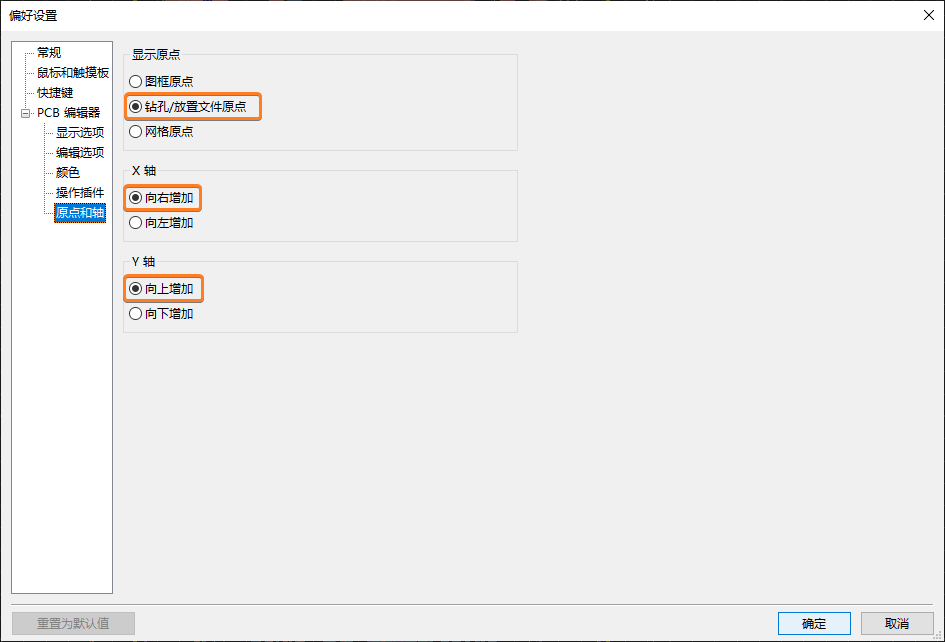 偏好设置
常规
鼠标和触摸板
快捷键
PCB 编辑器
显示选项
编辑选项
颜色
操作插件
原点和轴
显示原点
图框原点
钻孔/放置文件原点
网格原点
X 轴
向右增加
向左增加
Y 轴
向上增加
向下增加
重置为默认值
确定
取消